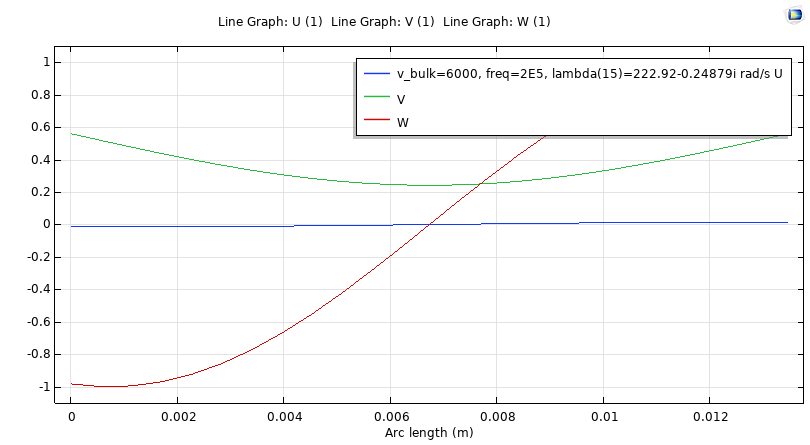 Line Graph: U (1) Line Graph: V (1) Line Graph: W (1)
1
0.8
0.6
0.4
0.2
0
-0.2
-0.4
-0.6
-0.8
-1
v_bulk=6000, freq=2E5, lambda(15)=222.92-0.24879i rad/s U
V
W
0 0.002 0.004 0.006 0.008 0.01 0.012
Arc length (m)